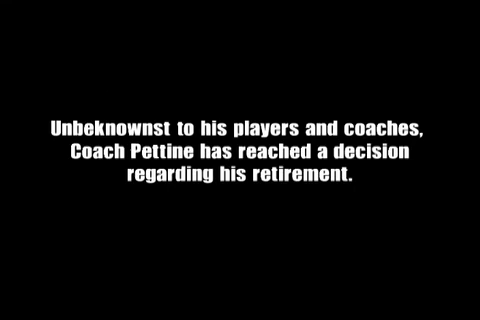 Unbeknownst to his players and coaches,
Coach Pettine has reached a decision
regarding his retirement.